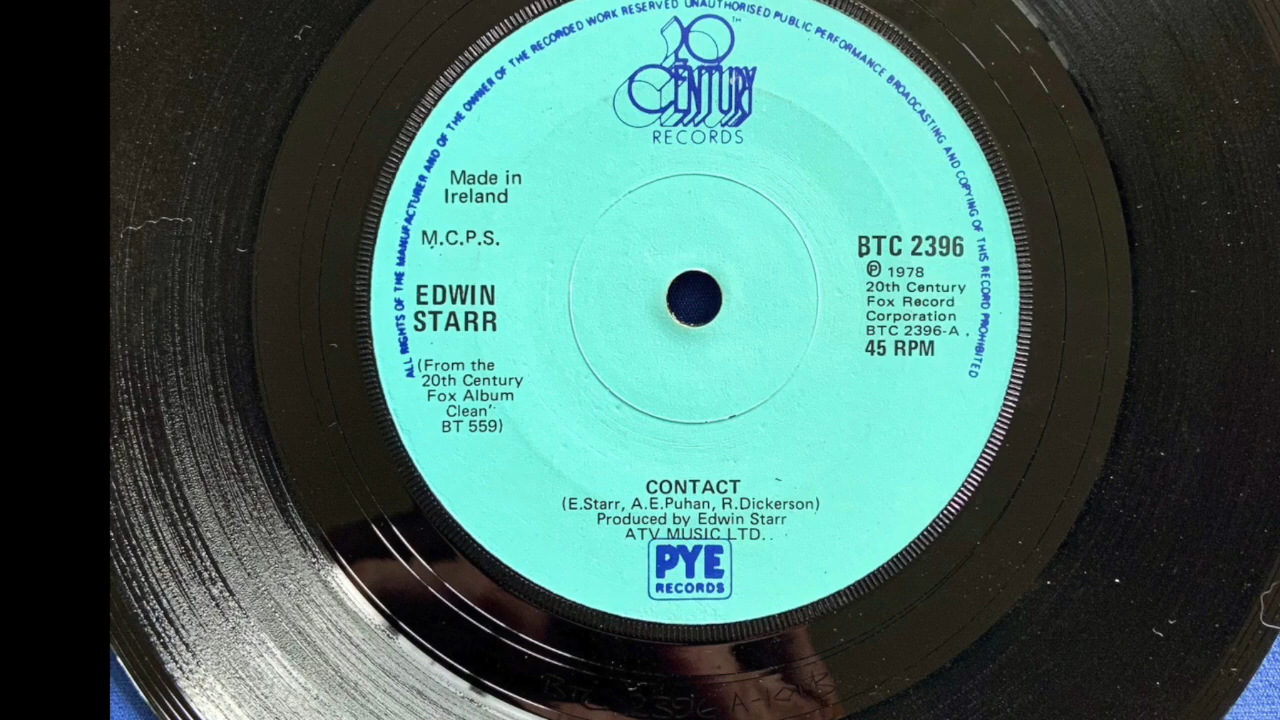 ALL RIGHTS OF THE MANUFACTURER AND OF THE OWNER OF THE RECORDED WORK RESERVED UNAUTHORISED PUBLIC PERFORMANCE BROADCASTING AND COPYING OF THIS RECORD PROHIBITED
20 TM
CENTURY
RECORDS
Made in
Ireland
M.C.P.S.
EDWIN
STARR
(From the
20th Century
Fox Album
Clean'
BT 559)
BTC 2396
℗ 1978
20th Century
Fox Record
Corporation
BTC 2396-A.
45 RPM
CONTACT
(E.Starr, A.E.Puhan, R.Dickerson)
Produced by Edwin Starr
ATV MUSIC LTD..
PYE
RECORDS